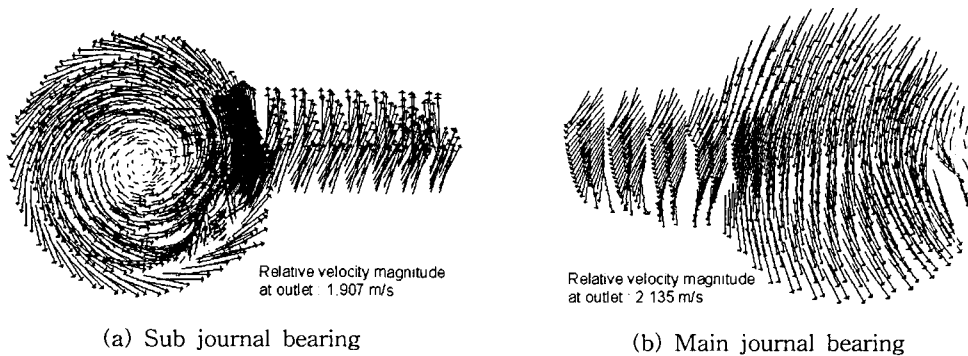 Relative velocity magnitude
at outlet : 1.907 m/s
(a) Sub journal bearing
Relative velocity magnitude
at outlet : 2 135 m/s
(b) Main journal bearing